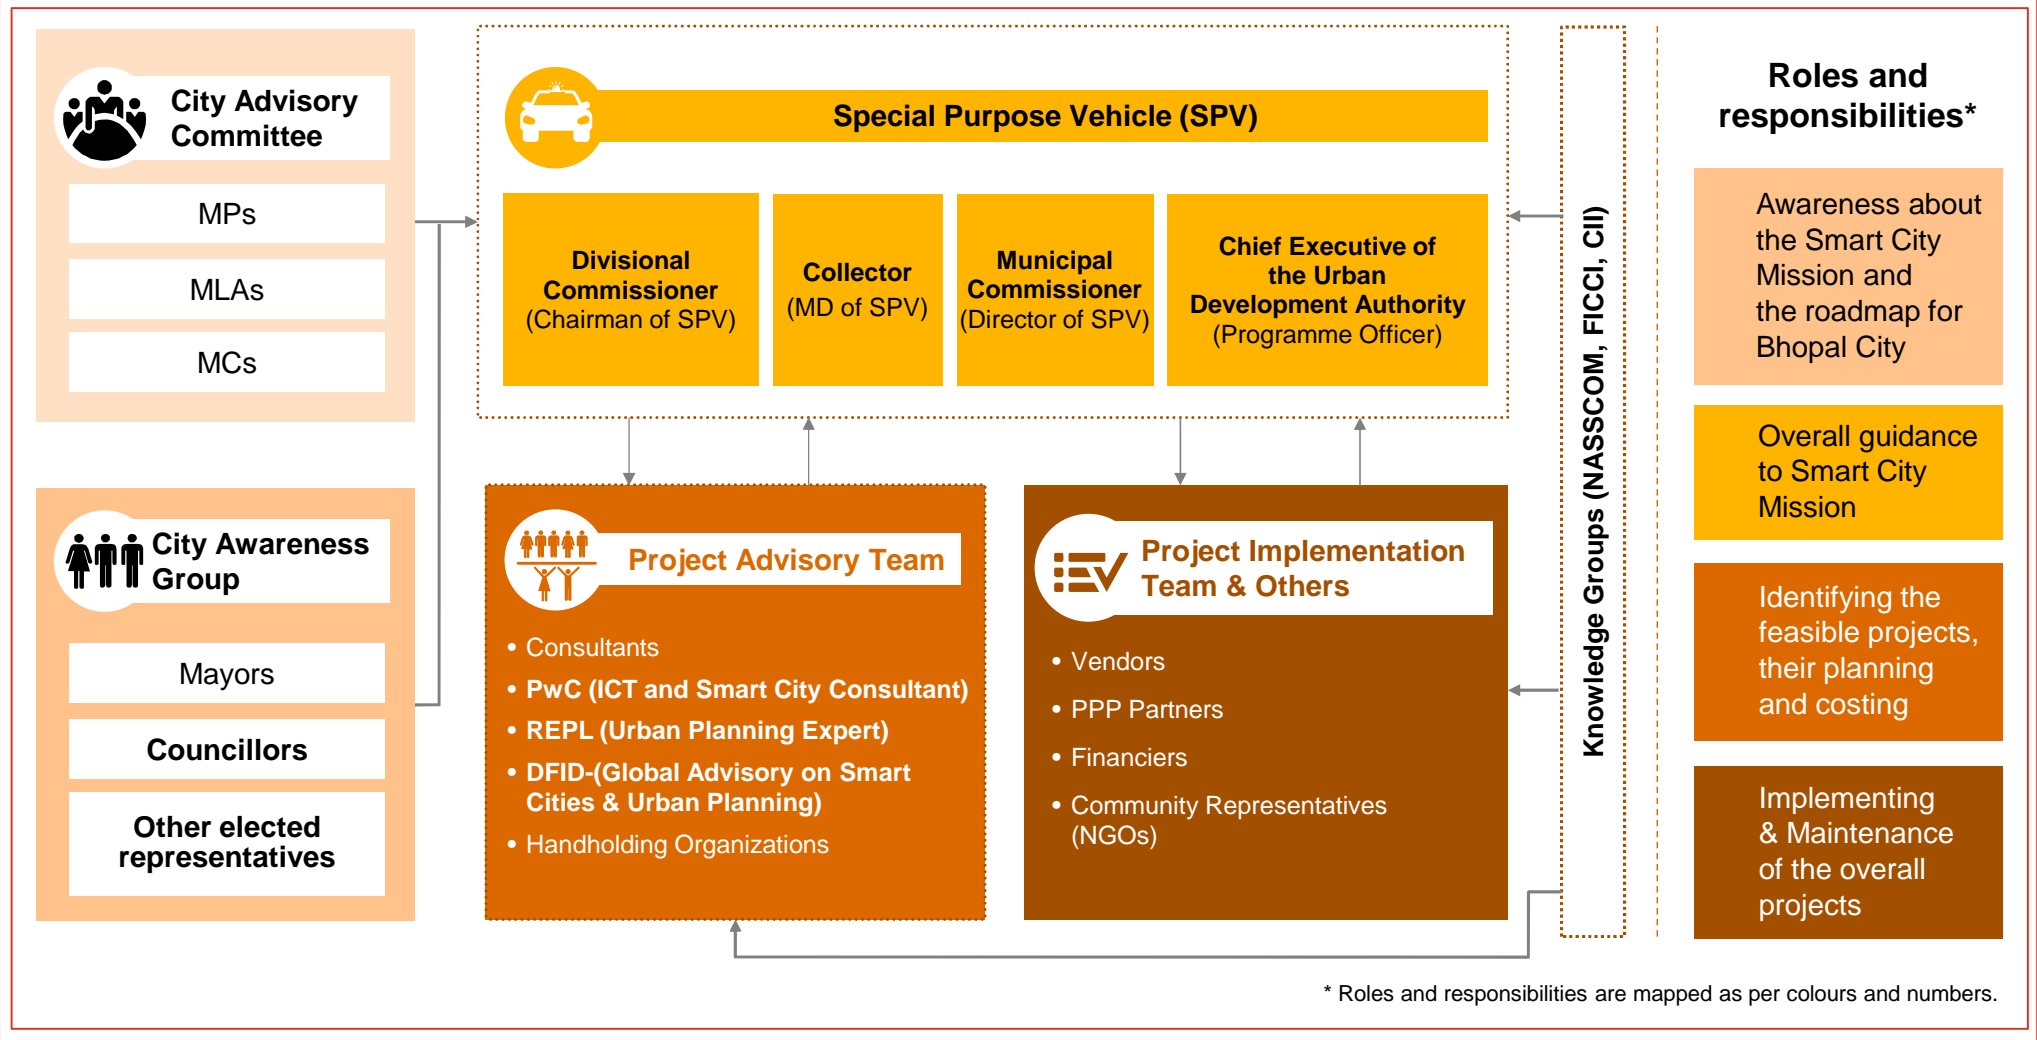 City Advisory
Committee
MPs
MLAs
MCs
City Awareness
Group
Mayors
Councillors
Other elected
representatives
Special Purpose Vehicle (SPV)
Divisional
Commissioner
(Chairman of SPV)
Collector
(MD of SPV)
Municipal
Commissioner
(Director of SPV)
Chief Executive of
the Urban
Development Authority
(Programme Officer)
Project Advisory Team
• Consultants
• PwC (ICT and Smart City Consultant)
• REPL (Urban Planning Expert)
• DFID-(Global Advisory on Smart
Cities & Urban Planning)
• Handholding Organizations
Project Implementation
Team & Others
• Vendors
• PPP Partners
• Financiers
• Community Representatives
(NGOs)
Knowledge Groups (NASSCOM, FICCI, CII)
Roles and
responsibilities*
Awareness about
the Smart City
Mission and
the roadmap for
Bhopal City
Overall guidance
to Smart City
Mission
Identifying the
feasible projects,
their planning
and costing
Implementing
& Maintenance
of the overall
projects
* Roles and responsibilities are mapped as per colours and numbers.